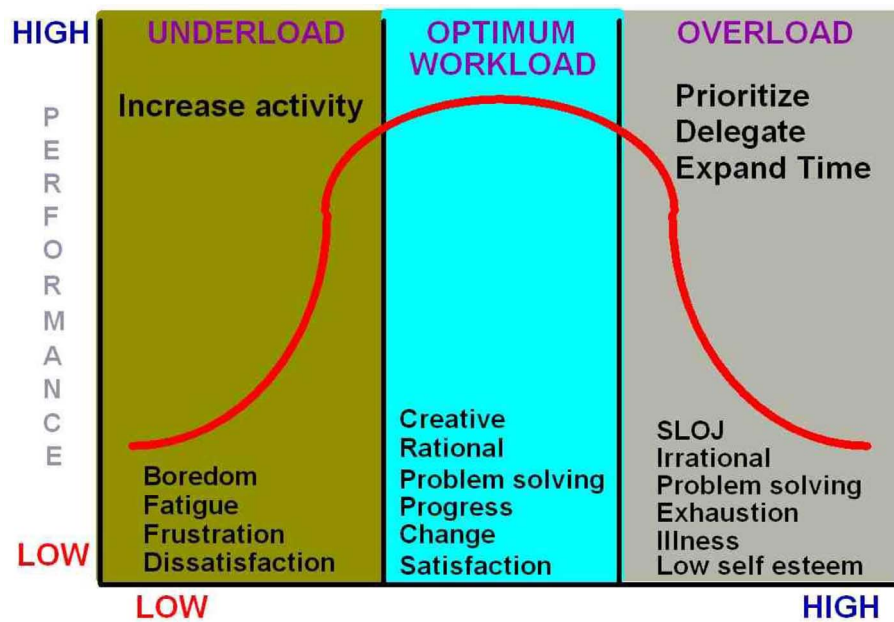 HIGH
UNDERLOAD
OPTIMUM
WORKLOAD
OVERLOAD
PERFORMANCE
Increase activity
Prioritize
Delegate
Expand Time
Boredom
Fatigue
Frustration
Dissatisfaction
Creative
Rational
Problem solving
Progress
Change
Satisfaction
SLOJ
Irrational
Problem solving
Exhaustion
Illness
Low self esteem
LOW
LOW
HIGH